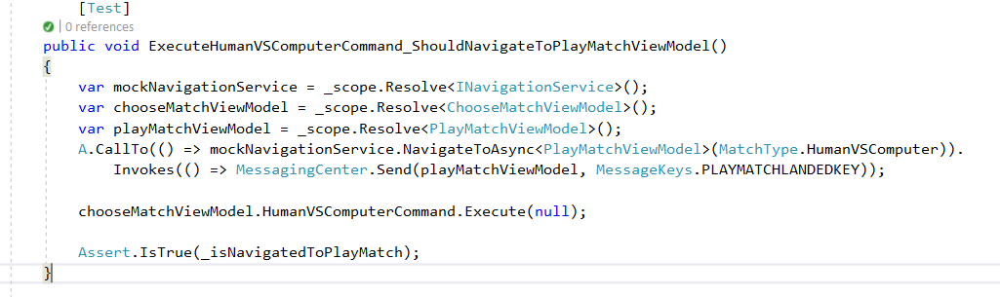 [Test]
| 0 references
public void ExecuteHumanVSComputerCommand_ShouldNavigateToPlayMatchViewModel()
{
var mockNavigationService = _scope.Resolve<INavigationService>();
var chooseMatchViewModel = _scope.Resolve<ChooseMatchViewModel>();
var playMatchViewModel = _scope.Resolve<PlayMatchViewModel>();
A.CallTo(() => mockNavigationService.NavigateToAsync<PlayMatchViewModel>(MatchType.HumanVSComputer)).
Invokes(() => MessagingCenter.Send(playMatchViewModel, MessageKeys.PLAYMATCHLANDEDKEY));
chooseMatchViewModel.HumanVSComputerCommand.Execute(null);
Assert.IsTrue(_isNavigatedToPlayMatch);
}